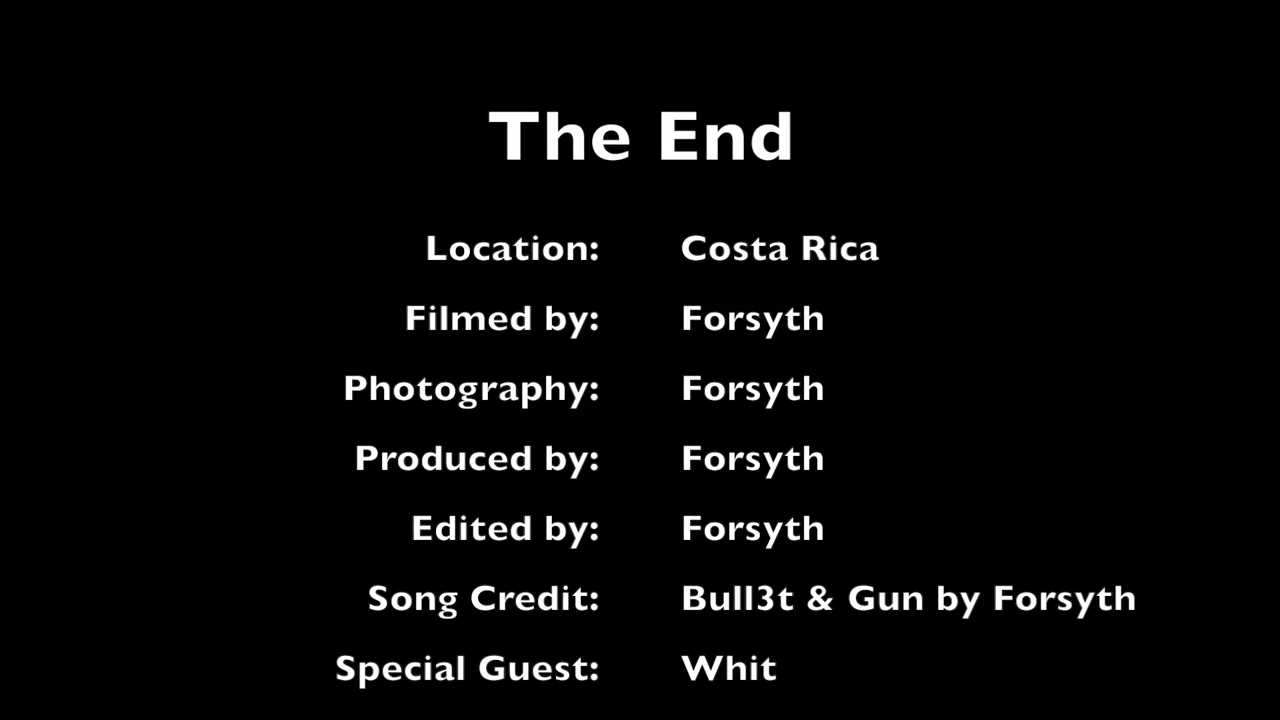 The End
Location: Costa Rica
Filmed by: Forsyth
Photography: Forsyth
Produced by: Forsyth
Edited by: Forsyth
Song Credit: Bull3t & Gun by Forsyth
Special Guest: Whit